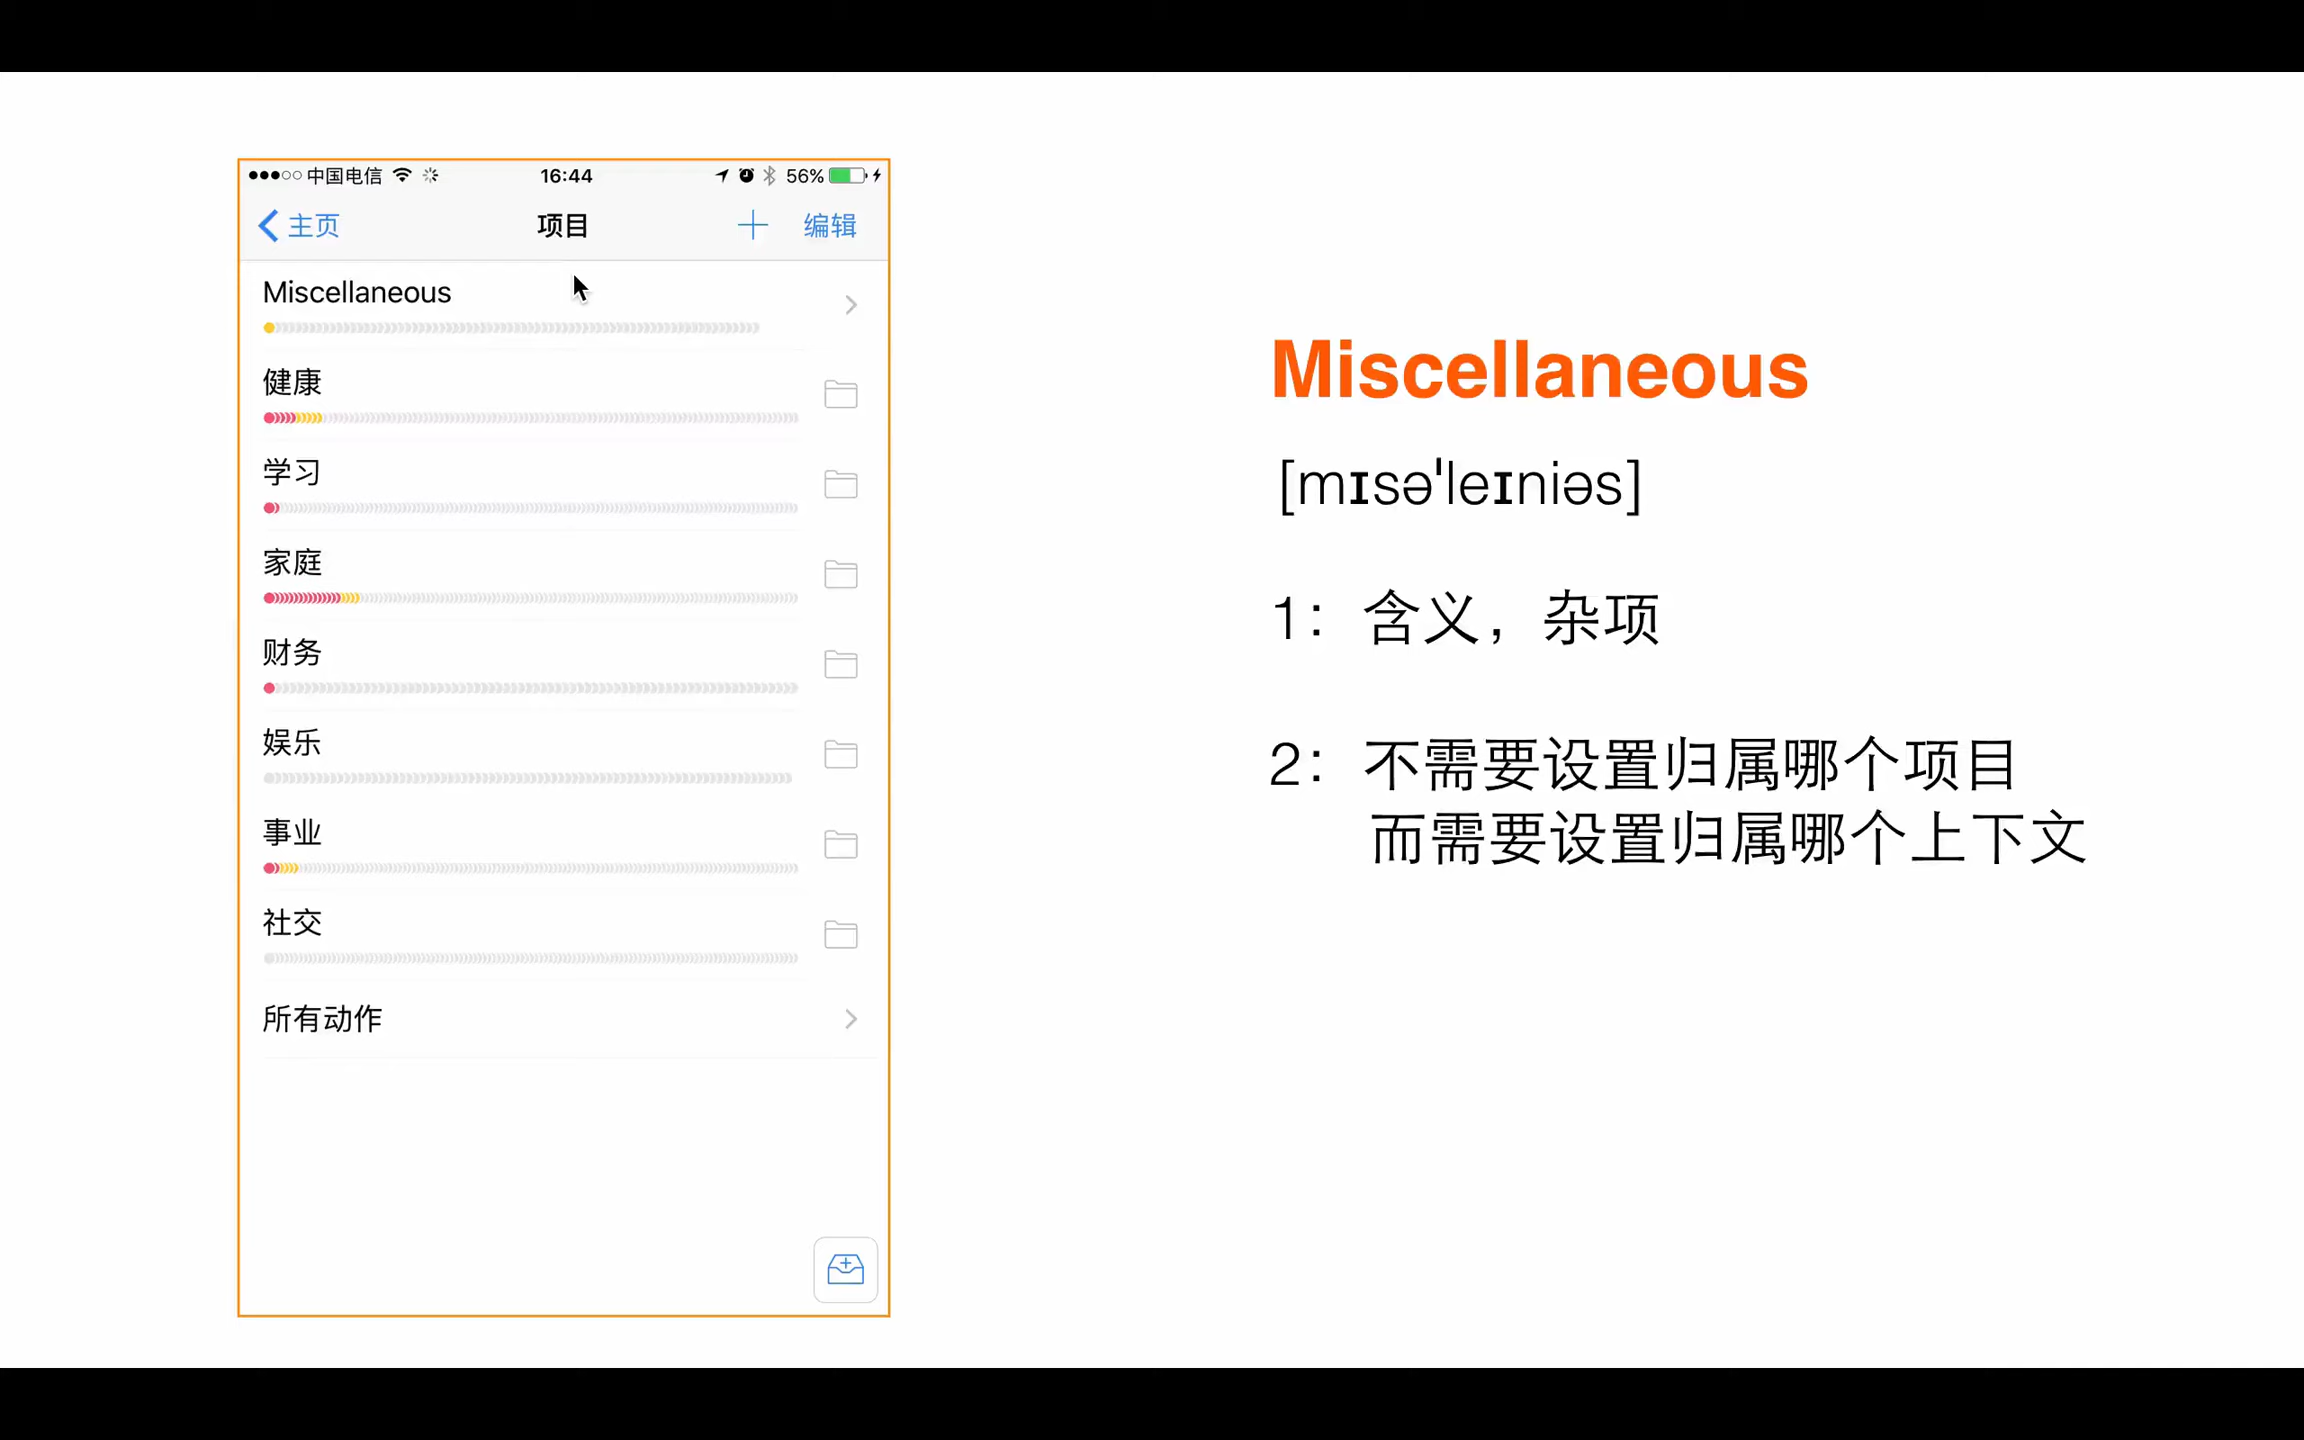 中国电信 16:44 56%
主页 项目 编辑
Miscellaneous
健康
学习
家庭
财务
娱乐
事业
社交
所有动作
Miscellaneous
[mɪsəˈleɪniəs]
1：含义，杂项
2：不需要设置归属哪个项目
而需要设置归属哪个上下文